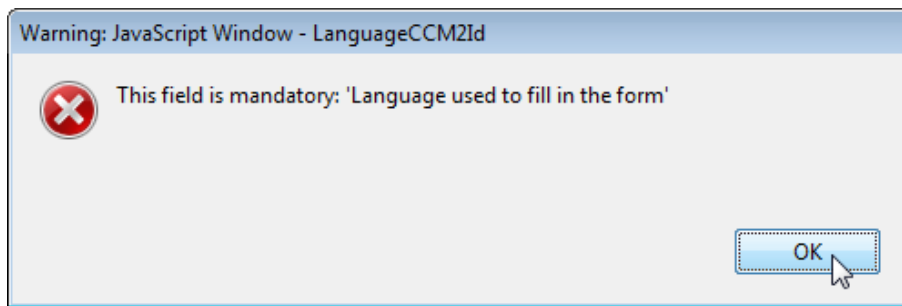 Warning: JavaScript Window - LanguageCCM2Id
This field is mandatory: 'Language used to fill in the form'
OK